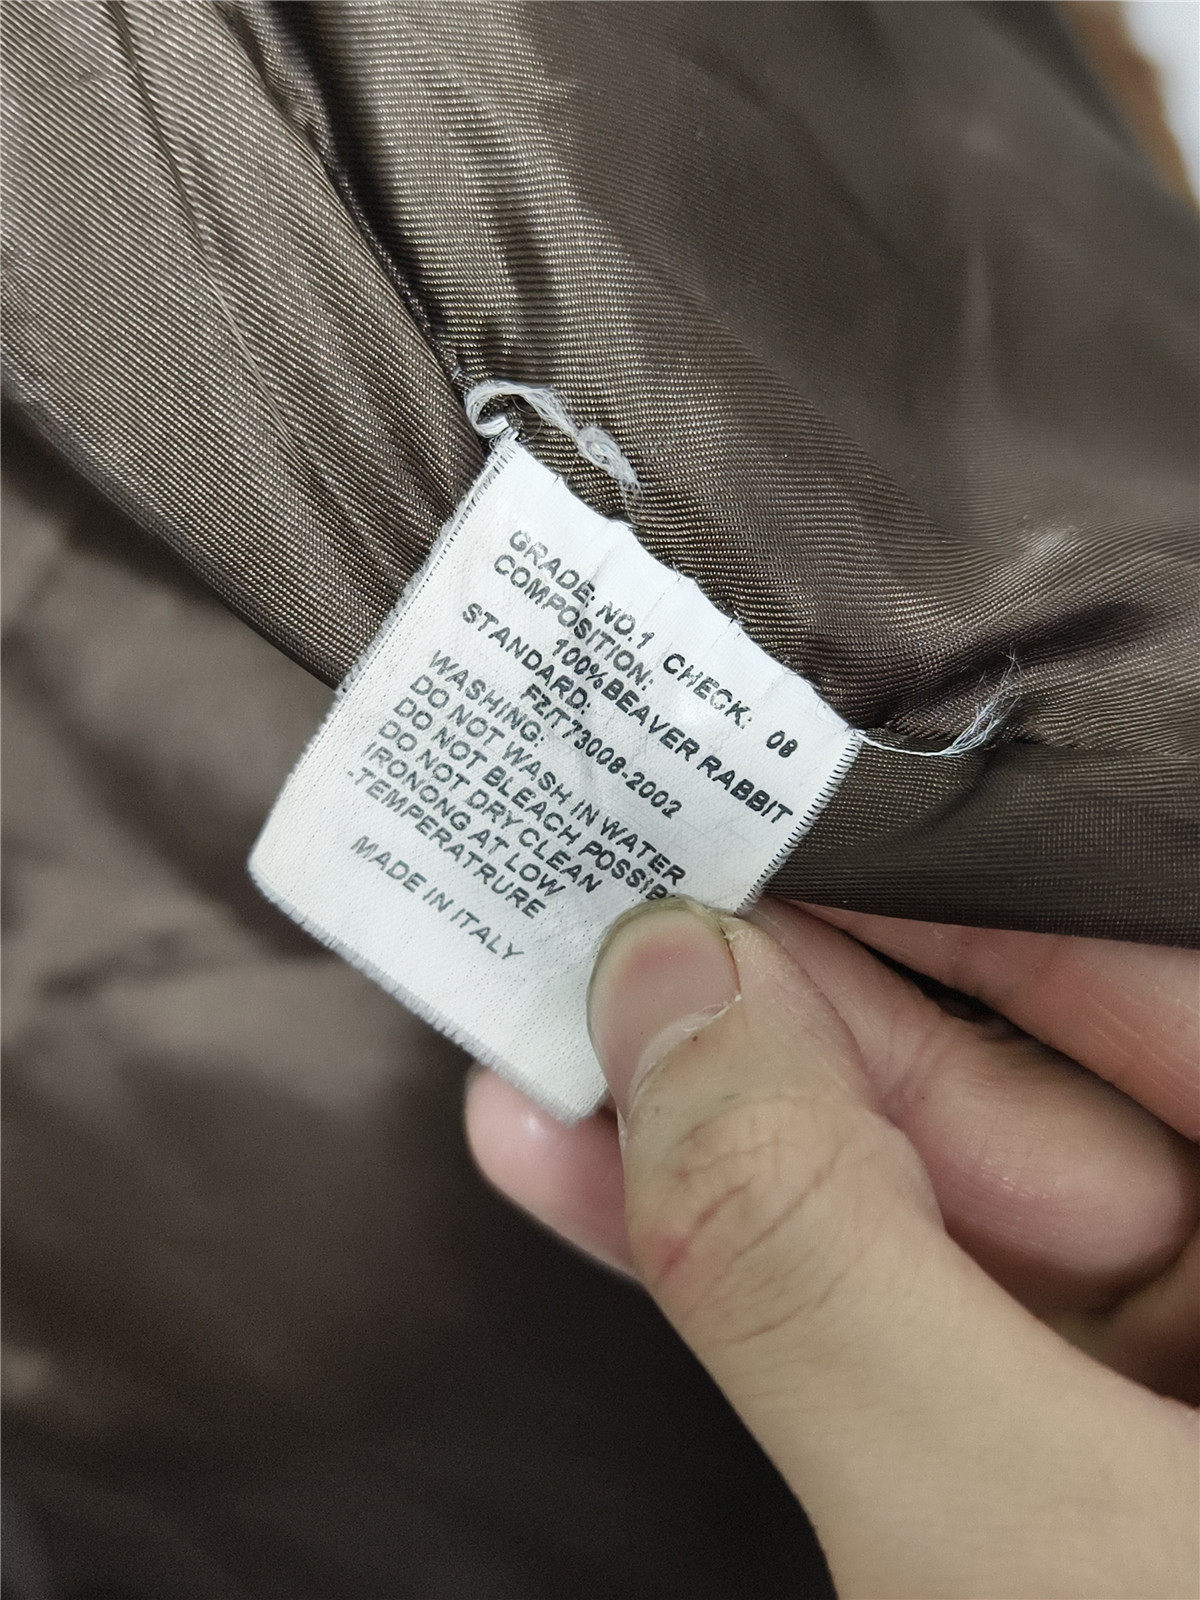 GRADE: NO.1 CHECK: 08
COMPOSITION:
100%BEAVER RABBIT
STANDARD:
FZ/T73008-2002
WASHING:
DO NOT WASH IN WATER
DO NOT BLEACH POSSIB
DO NOT DRY CLEAN
IRONONG AT LOW
-TEMPERATRURE
MADE IN ITALY